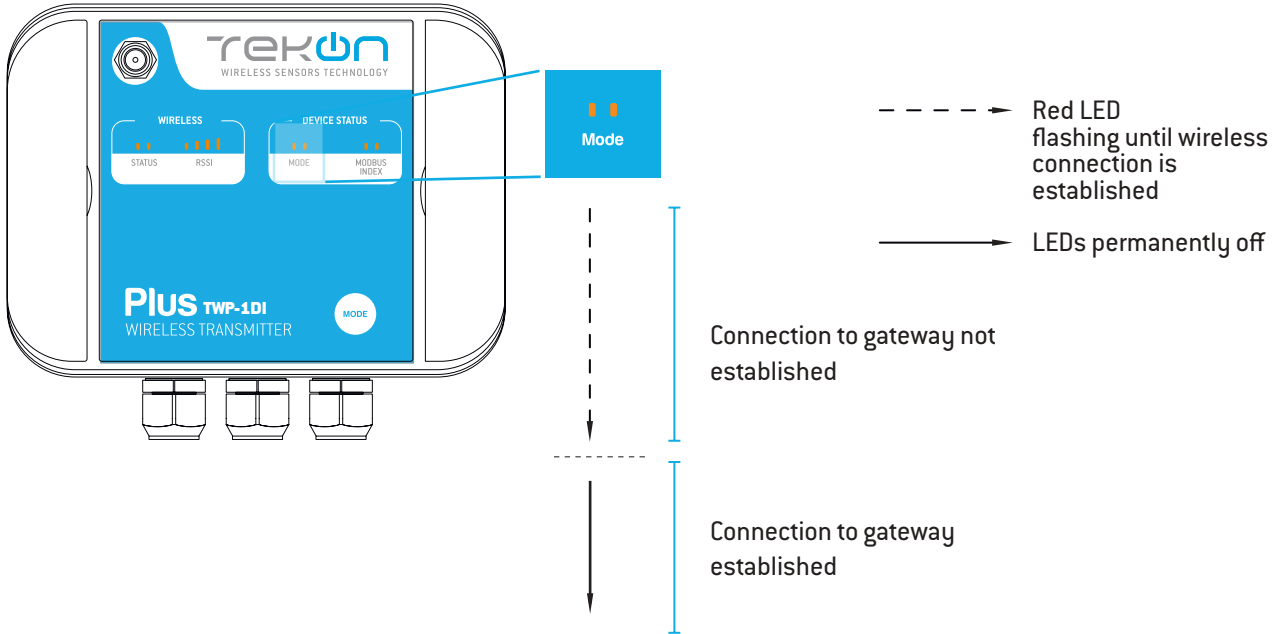 TEKON
WIRELESS SENSORS TECHNOLOGY
WIRELESS
DEVICE STATUS
STATUS
RSSI
MODE
MODBUS
INDEX
Plus TWP-1DI
WIRELESS TRANSMITTER
MODE
Mode
Red LED
flashing until wireless
connection is
established
LEDs permanently off
Connection to gateway not
established
Connection to gateway
established